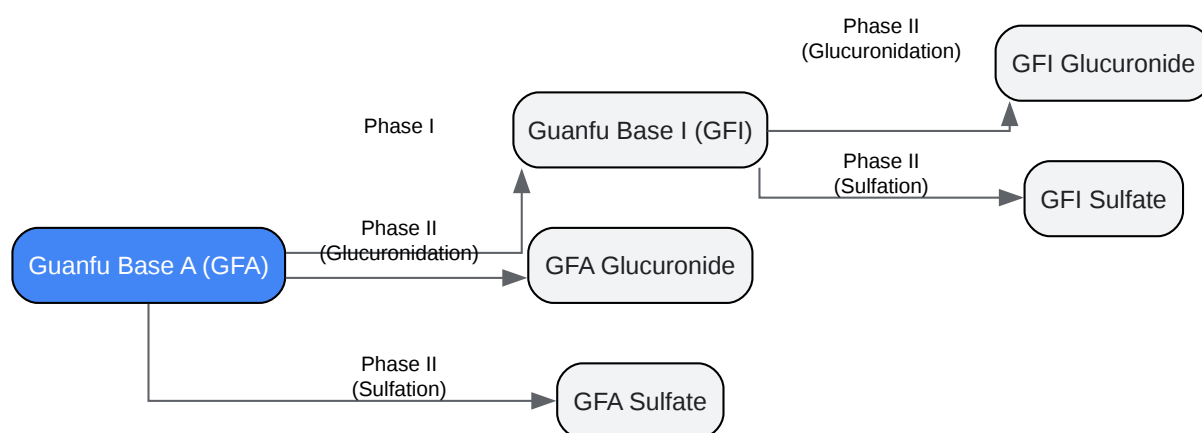 Phase II
(Glucuronidation)
GFI Glucuronide
Phase I
Guanfu Base I (GFI)
Phase II
(Sulfation)
GFI Sulfate
Guanfu Base A (GFA)
Phase II
(Glucuronidation)
GFA Glucuronide
Phase II
(Sulfation)
GFA Sulfate